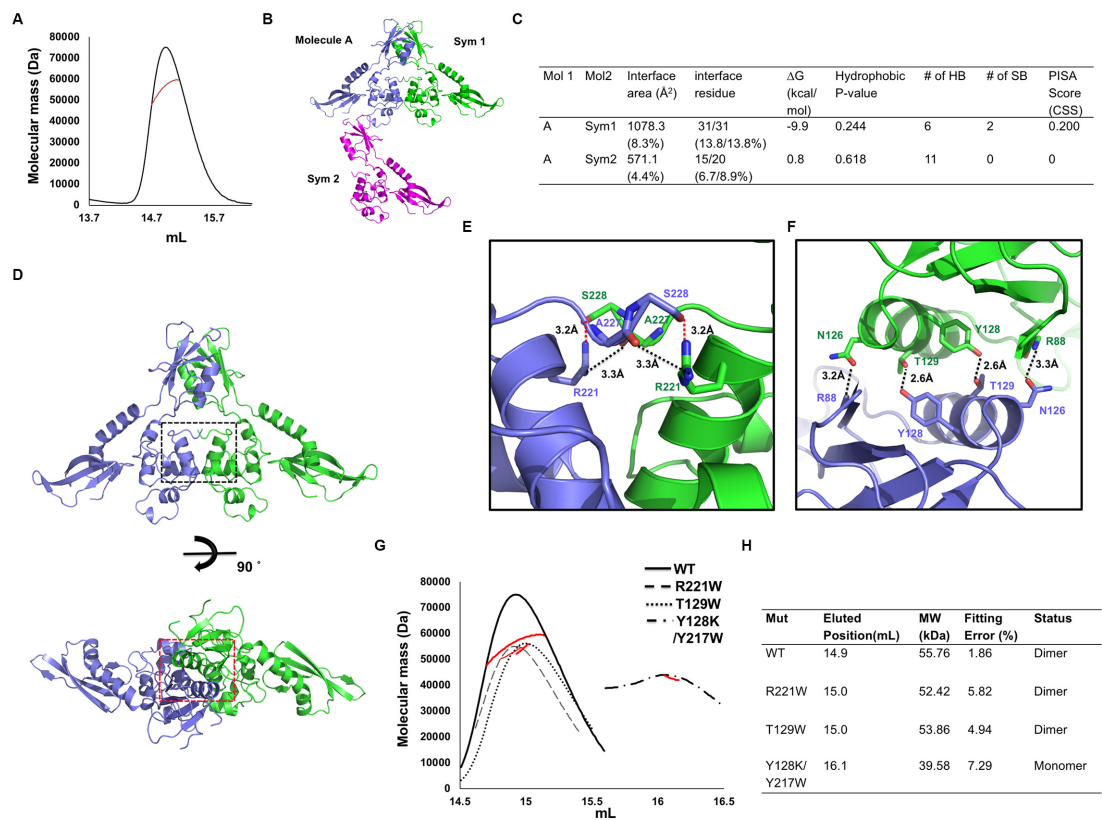 A
80000
70000
60000
50000
40000
30000
20000
10000
0
Molecular mass (Da)
13.7 14.7 15.7
mL
B
Molecule A
Sym 1
Sym 2
C
Mol 1 Mol2 Interface area (Å2) interface residue ΔG (kcal/mol) Hydrophobic P-value # of HB # of SB PISA Score (CSS)
A Sym1 1078.3 (8.3%) 31/31 (13.8/13.8%) -9.9 0.244 6 2 0.200
A Sym2 571.1 (4.4%) 15/20 (6.7/8.9%) 0.8 0.618 11 0 0
D
90 °
E
S228 S228
A227 A227
3.2Å 3.2Å
3.3Å 3.3Å
R221 R221
F
N126 Y128 R88
T129
3.2Å 2.6Å 2.6Å 3.3Å
R88 T129
Y128 N126
G
80000
70000
60000
50000
40000
30000
20000
10000
0
Molecular mass (Da)
14.5 15 15.5 16 16.5
mL
WT
R221W
T129W
Y128K
/Y217W
H
Mut Eluted Position(mL) MW (kDa) Fitting Error (%) Status
WT 14.9 55.76 1.86 Dimer
R221W 15.0 52.42 5.82 Dimer
T129W 15.0 53.86 4.94 Dimer
Y128K/ 16.1 39.58 7.29 Monomer
Y217W